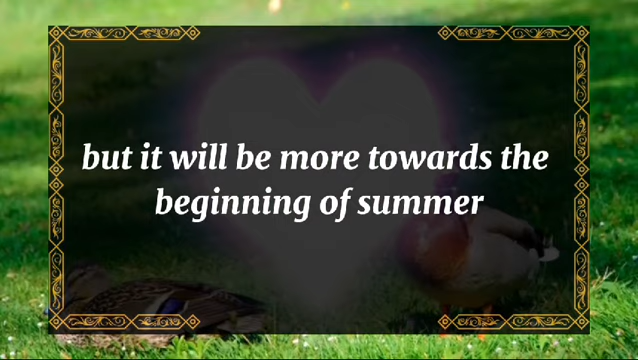 but it will be more towards the
beginning of summer